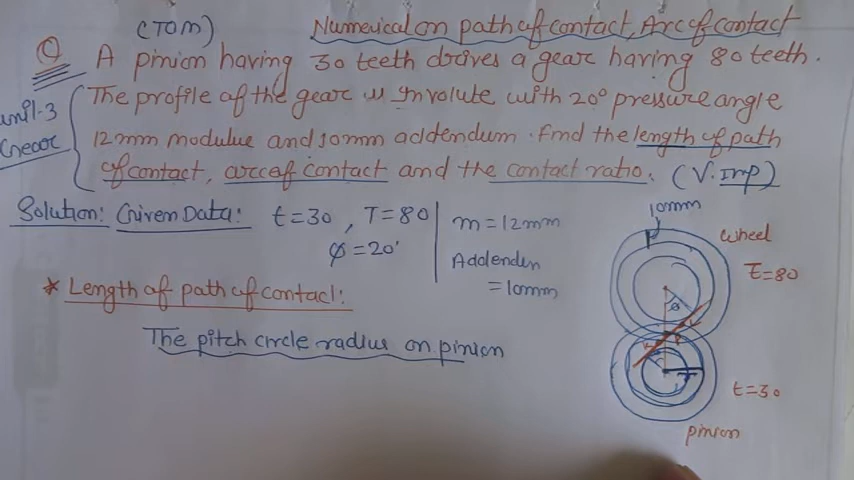 (TOM) Numerical on path of contact, Arc of contact
Q A pinion having 30 teeth drives a gear having 80 teeth.
The profile of the gear is Involute with 20° pressure angle
12mm modulue and 10mm addendum. Find the length of path
of contact, arc of contact and the contact ratio. (V.Imp)
unit-3
Gear
Solution: Given Data: t=30, T=80
φ=20°
m=12mm
Addenden
=10mm
* Length of path of contact:
The pitch circle radius on pinion
10mm
wheel
T=80
φ
t=30
pinion